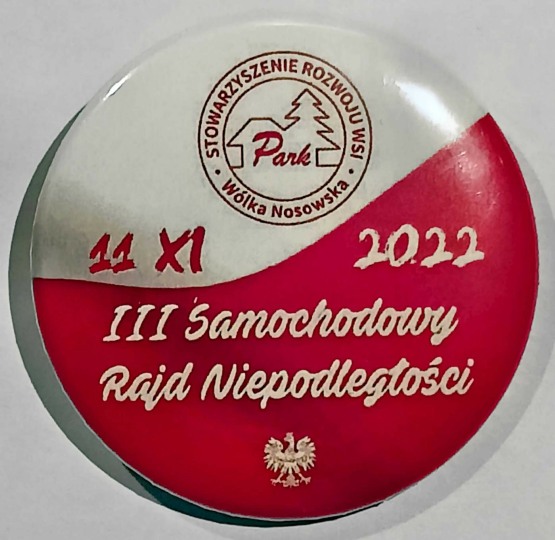 STOWARZYSZENIE ROZWOJU WSI
Park
• Wólka Nosowska •
11 XI 2022
III Samochodowy
Rajd Niepodległości